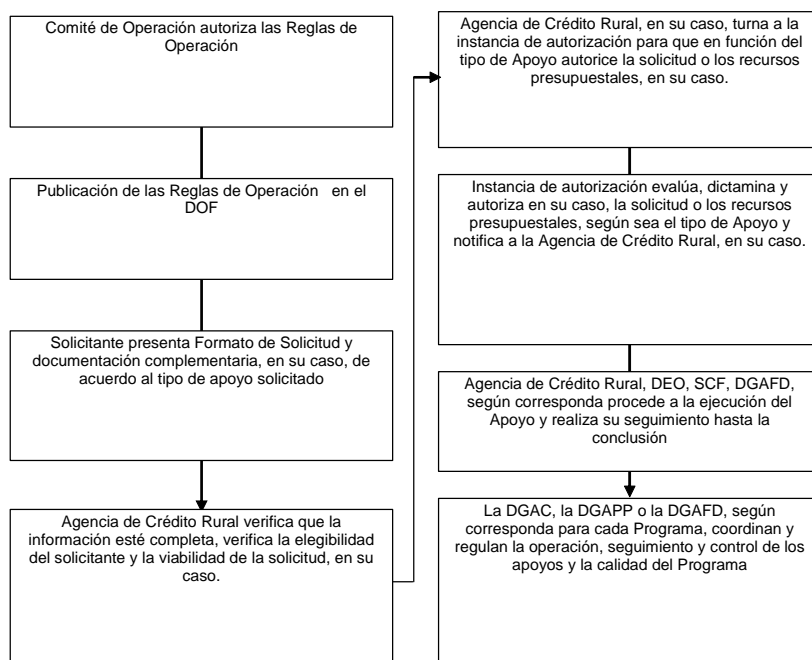 Comité de Operación autoriza las Reglas de
Operación
Publicación de las Reglas de Operación en el
DOF
Solicitante presenta Formato de Solicitud y
documentación complementaria, en su caso, de
acuerdo al tipo de apoyo solicitado
Agencia de Crédito Rural verifica que la
información esté completa, verifica la elegibilidad
del solicitante y la viabilidad de la solicitud, en su
caso.
Agencia de Crédito Rural, en su caso, turna a la
instancia de autorización para que en función del
tipo de Apoyo autorice la solicitud o los recursos
presupuestales, en su caso.
Instancia de autorización evalúa, dictamina y
autoriza en su caso, la solicitud o los recursos
presupuestales, según sea el tipo de Apoyo y
notifica a la Agencia de Crédito Rural, en su caso.
Agencia de Crédito Rural, DEO, SCF, DGAFD,
según corresponda procede a la ejecución del
Apoyo y realiza su seguimiento hasta la
conclusión
La DGAC, la DGAPP o la DGAFD, según
corresponda para cada Programa, coordinan y
regulan la operación, seguimiento y control de los
apoyos y la calidad del Programa